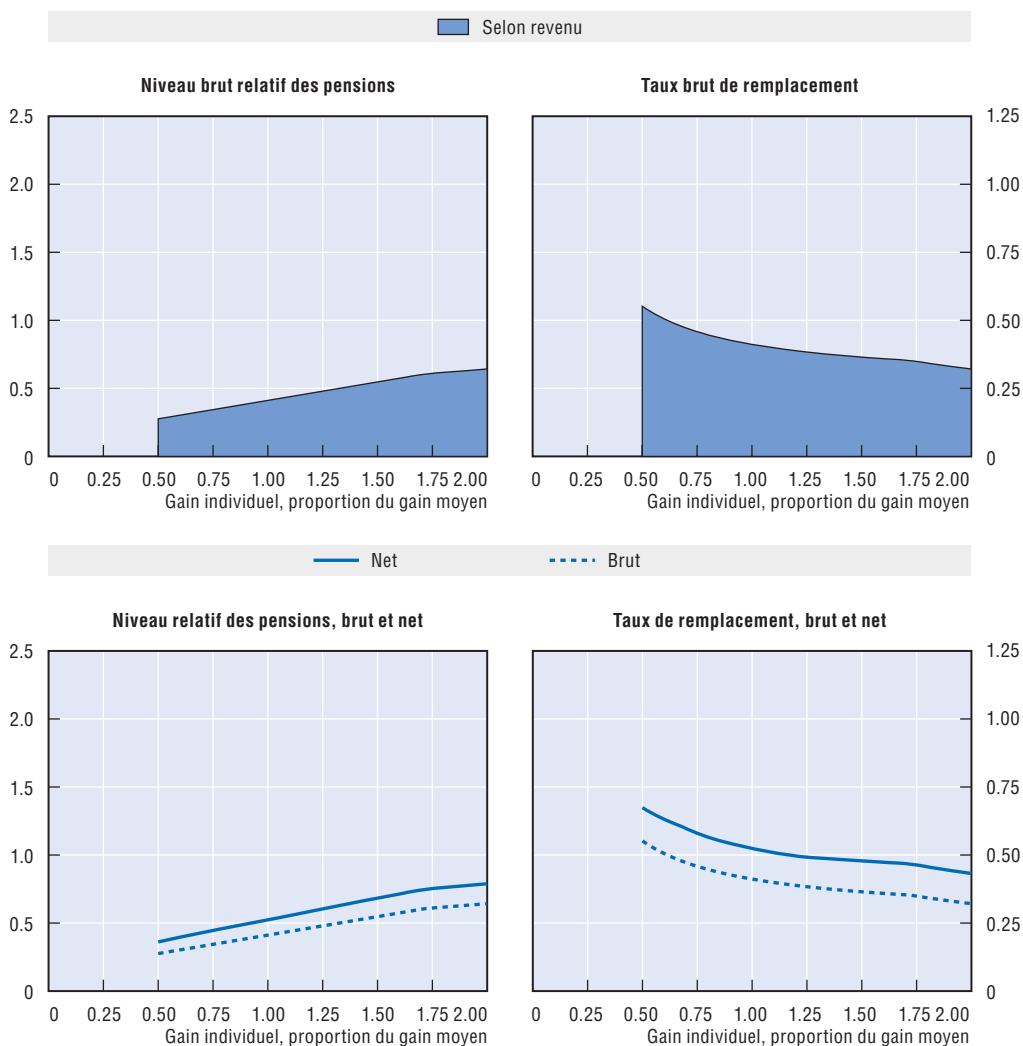 Selon revenu
Niveau brut relatif des pensions
Taux brut de remplacement
2.5
2.0
1.5
1.0
0.5
0
0 0.25 0.50 0.75 1.00 1.25 1.50 1.75 2.00
Gain individuel, proportion du gain moyen
1.25
1.00
0.75
0.50
0.25
0
0 0.25 0.50 0.75 1.00 1.25 1.50 1.75 2.00
Gain individuel, proportion du gain moyen
Net Brut
Niveau relatif des pensions, brut et net
Taux de remplacement, brut et net
2.5
2.0
1.5
1.0
0.5
0
0 0.25 0.50 0.75 1.00 1.25 1.50 1.75 2.00
Gain individuel, proportion du gain moyen
1.25
1.00
0.75
0.50
0.25
0
0 0.25 0.50 0.75 1.00 1.25 1.50 1.75 2.00
Gain individuel, proportion du gain moyen